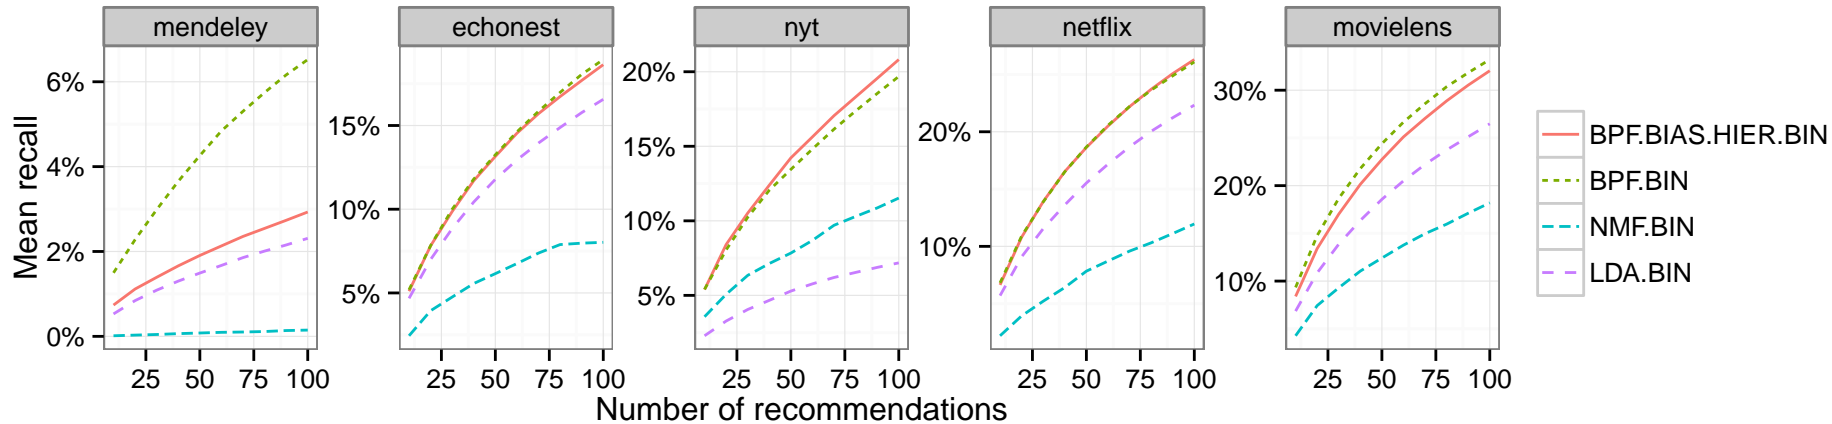 mendeley
echonest
nyt
netflix
movielens
Mean recall
6%
4%
2%
0%
15%
10%
5%
20%
15%
10%
5%
20%
10%
30%
20%
10%
25 50 75 100
25 50 75 100
25 50 75 100
25 50 75 100
25 50 75 100
Number of recommendations
BPF.BIAS.HIER.BIN
BPF.BIN
NMF.BIN
LDA.BIN